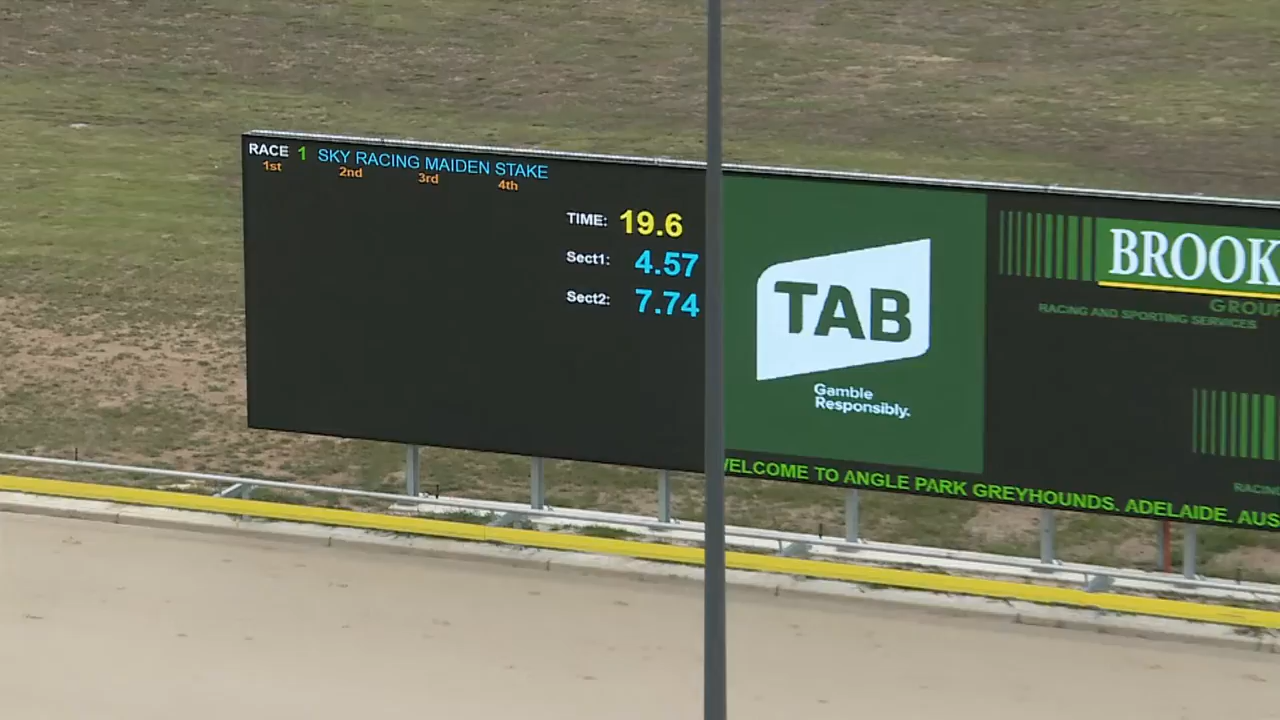 RACE 1 SKY RACING MAIDEN STAKE
1st 2nd 3rd 4th
TIME: 19.6
Sect1: 4.57
Sect2: 7.74
TAB
Gamble
Responsibly.
BROOK
GROUP
RACING AND SPORTING SERVICES
RACING
WELCOME TO ANGLE PARK GREYHOUNDS. ADELAIDE. AUS